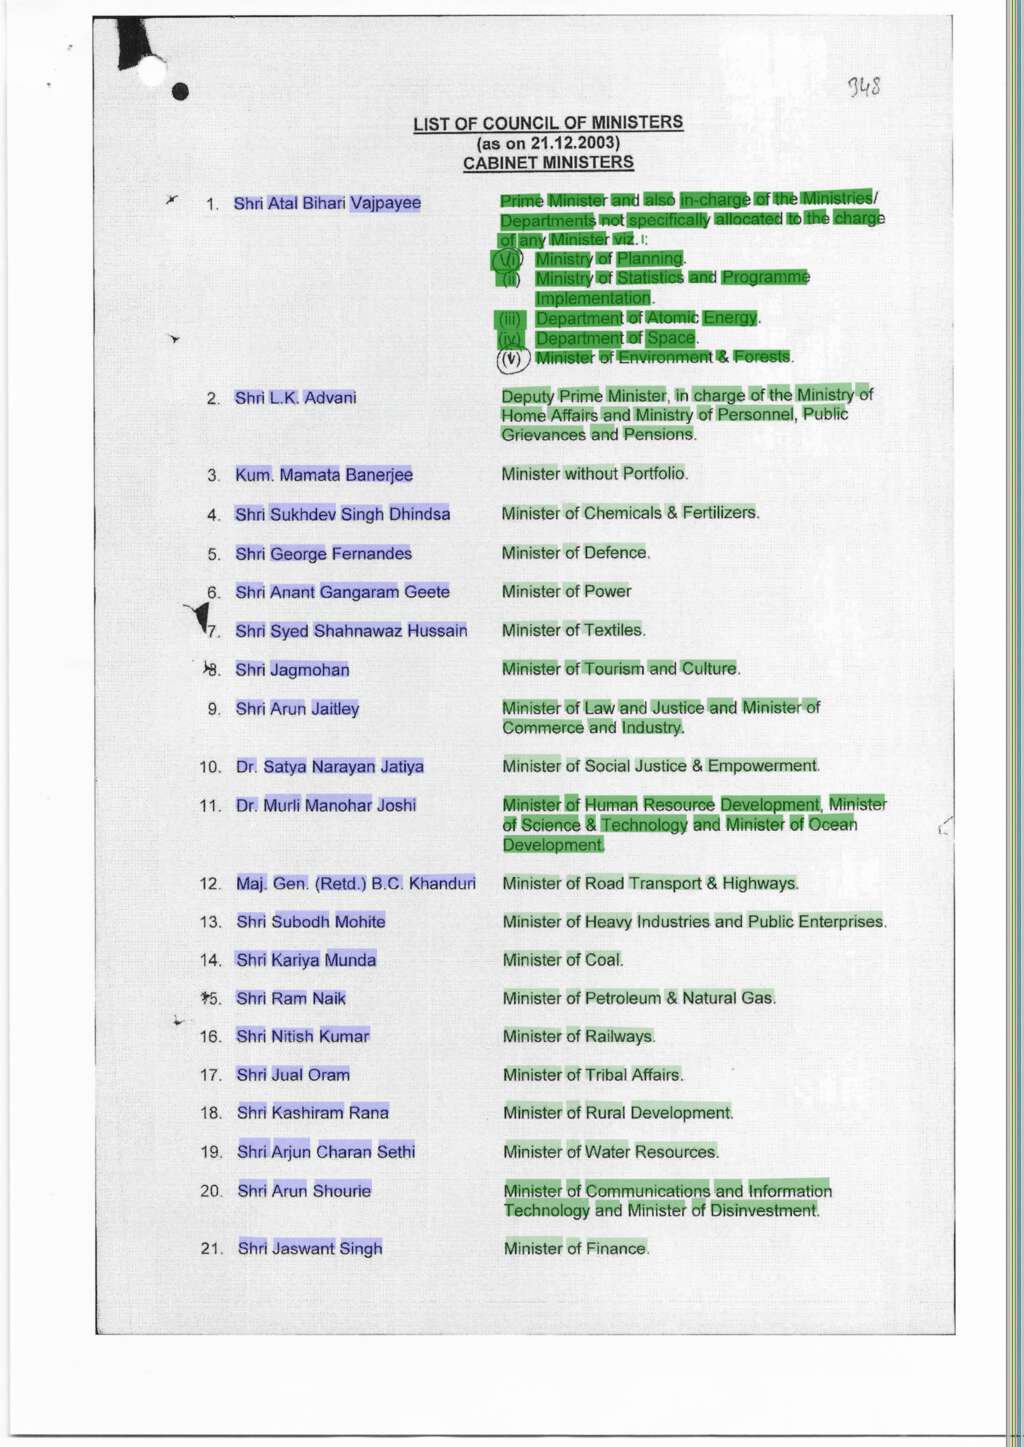 348
LIST OF COUNCIL OF MINISTERS
(as on 21.12.2003)
CABINET MINISTERS
1. Shri Atal Bihari Vajpayee Prime Minister and also in-charge of the Ministries/
Departments not specifically allocated to the charge
of any Minister viz.:
(i) Ministry of Planning.
(ii) Ministry of Statistics and Programme
Implementation.
(iii) Department of Atomic Energy.
(iv) Department of Space.
(v) Minister of Environment & Forests.
2. Shri L.K. Advani Deputy Prime Minister, In charge of the Ministry of
Home Affairs and Ministry of Personnel, Public
Grievances and Pensions.
3. Kum. Mamata Banerjee Minister without Portfolio.
4. Shri Sukhdev Singh Dhindsa Minister of Chemicals & Fertilizers.
5. Shri George Fernandes Minister of Defence.
6. Shri Anant Gangaram Geete Minister of Power
7. Shri Syed Shahnawaz Hussain Minister of Textiles.
8. Shri Jagmohan Minister of Tourism and Culture.
9. Shri Arun Jaitley Minister of Law and Justice and Minister of
Commerce and Industry.
10. Dr. Satya Narayan Jatiya Minister of Social Justice & Empowerment.
11. Dr. Murli Manohar Joshi Minister of Human Resource Development, Minister
of Science & Technology and Minister of Ocean
Development.
12. Maj. Gen. (Retd.) B.C. Khanduri Minister of Road Transport & Highways.
13. Shri Subodh Mohite Minister of Heavy Industries and Public Enterprises.
14. Shri Kariya Munda Minister of Coal.
15. Shri Ram Naik Minister of Petroleum & Natural Gas.
16. Shri Nitish Kumar Minister of Railways.
17. Shri Jual Oram Minister of Tribal Affairs.
18. Shri Kashiram Rana Minister of Rural Development.
19. Shri Arjun Charan Sethi Minister of Water Resources.
20. Shri Arun Shourie Minister of Communications and Information
Technology and Minister of Disinvestment.
21. Shri Jaswant Singh Minister of Finance.